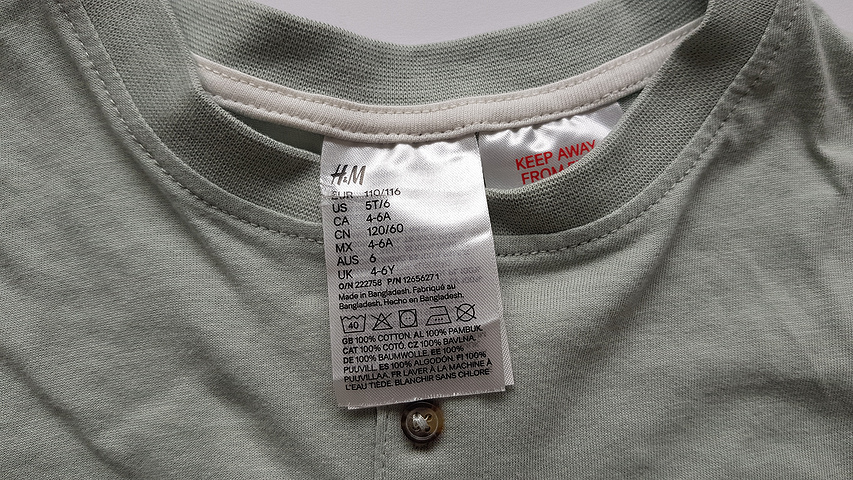 H&M
EUR 110/116
US 5T/6
CA 4-6A
CN 120/60
MX 4-6A
AUS 6
UK 4-6Y
O/N 222758 P/N 12656271
Made in Bangladesh. Fabriqué au
Bangladesh. Hecho en Bangladesh.
40
GB 100% COTTON. AL 100% PAMBUK.
CAT 100% COTÓ. CZ 100% BAVLNA.
DE 100% BAUMWOLLE. EE 100%
PUUVILL. ES 100% ALGODÓN. FI 100%
PUUVILLAA. FR LAVER À LA MACHINE À
L'EAU TIÈDE. BLANCHIR SANS CHLORE
KEEP AWAY
FROM